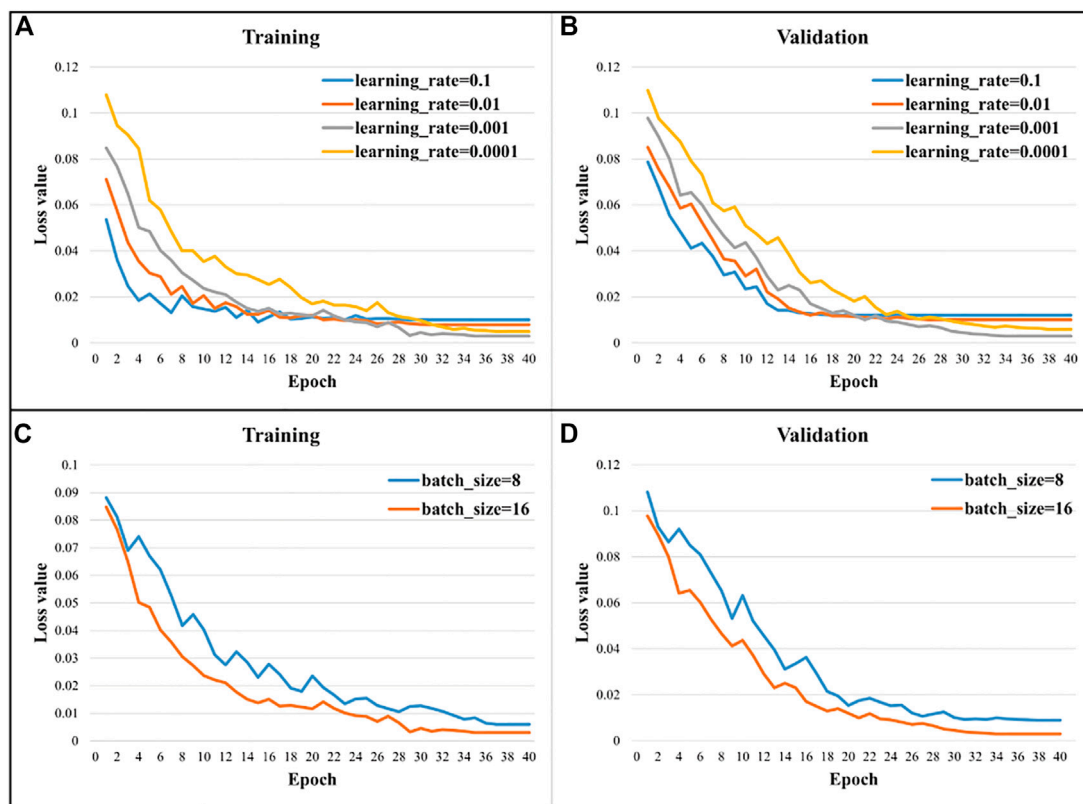 A
Training
0.12
0.1
0.08
0.06
0.04
0.02
0
Loss value
learning_rate=0.1
learning_rate=0.01
learning_rate=0.001
learning_rate=0.0001
0 2 4 6 8 10 12 14 16 18 20 22 24 26 28 30 32 34 36 38 40
Epoch
B
Validation
0.12
0.1
0.08
0.06
0.04
0.02
0
Loss value
learning_rate=0.1
learning_rate=0.01
learning_rate=0.001
learning_rate=0.0001
0 2 4 6 8 10 12 14 16 18 20 22 24 26 28 30 32 34 36 38 40
Epoch
C
Training
0.1
0.09
0.08
0.07
0.06
0.05
0.04
0.03
0.02
0.01
0
Loss value
batch_size=8
batch_size=16
0 2 4 6 8 10 12 14 16 18 20 22 24 26 28 30 32 34 36 38 40
Epoch
D
Validation
0.12
0.1
0.08
0.06
0.04
0.02
0
Loss value
batch_size=8
batch_size=16
0 2 4 6 8 10 12 14 16 18 20 22 24 26 28 30 32 34 36 38 40
Epoch